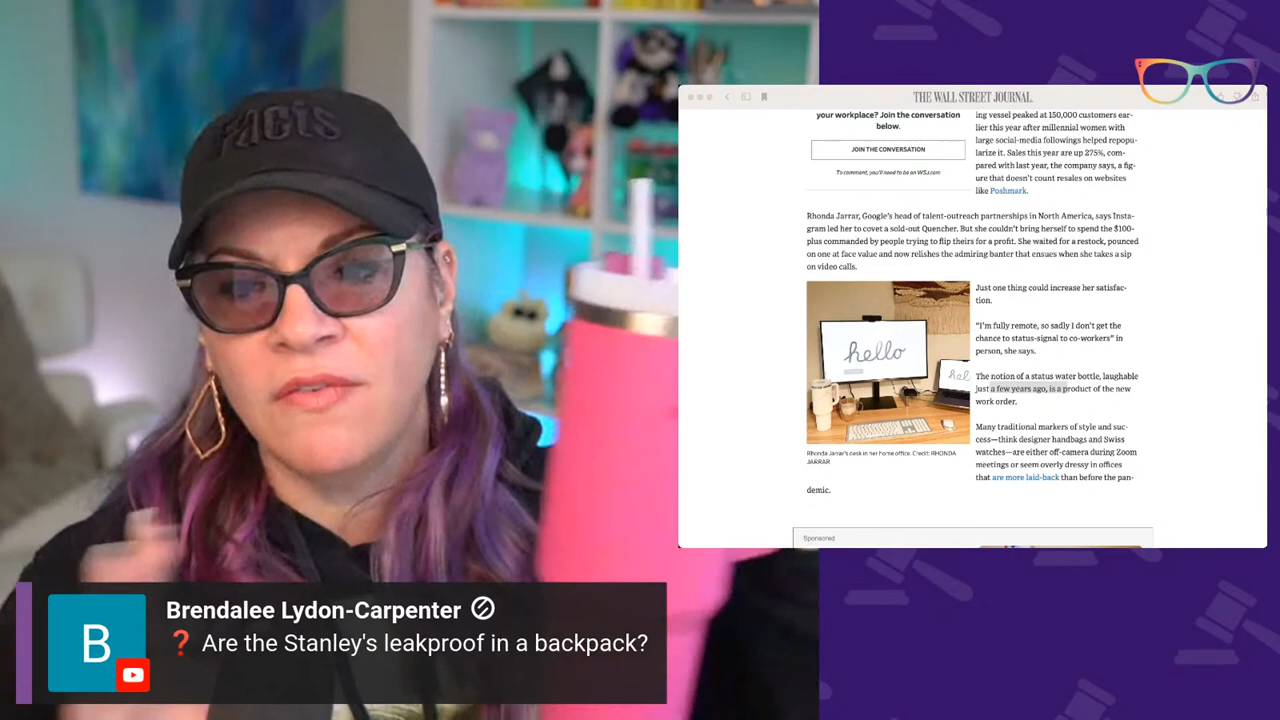 facts
THE WALL STREET JOURNAL.
your workplace? Join the conversation
below.
JOIN THE CONVERSATION
To comment, you'll need to be on WSJ.com
ing vessel peaked at 150,000 customers ear-
lier this year after millennial women with
large social-media followings helped repopu-
larize it. Sales this year are up 275%, com-
pared with last year, the company says, a fig-
ure that doesn't count resales on websites
like Poshmark.
Rhonda Jarrar, Google's head of talent-outreach partnerships in North America, says Insta-
gram led her to covet a sold-out Quencher. But she couldn't bring herself to spend the $100-
plus commanded by people trying to flip theirs for a profit. She waited for a restock, pounced
on one at face value and now relishes the admiring banter that ensues when she takes a sip
on video calls.
hello
hel
Rhonda Jarrar's desk in her home office. Credit: RHONDA
JARRAR
Just one thing could increase her satisfac-
tion.
"I'm fully remote, so sadly I don't get the
chance to status-signal to co-workers" in
person, she says.
The notion of a status water bottle, laughable
just a few years ago, is a product of the new
work order.
Many traditional markers of style and suc-
cess—think designer handbags and Swiss
watches—are either off-camera during Zoom
meetings or seem overly dressy in offices
that are more laid-back than before the pan-
demic.
Sponsored
B
Brendalee Lydon-Carpenter
❓ Are the Stanley's leakproof in a backpack?